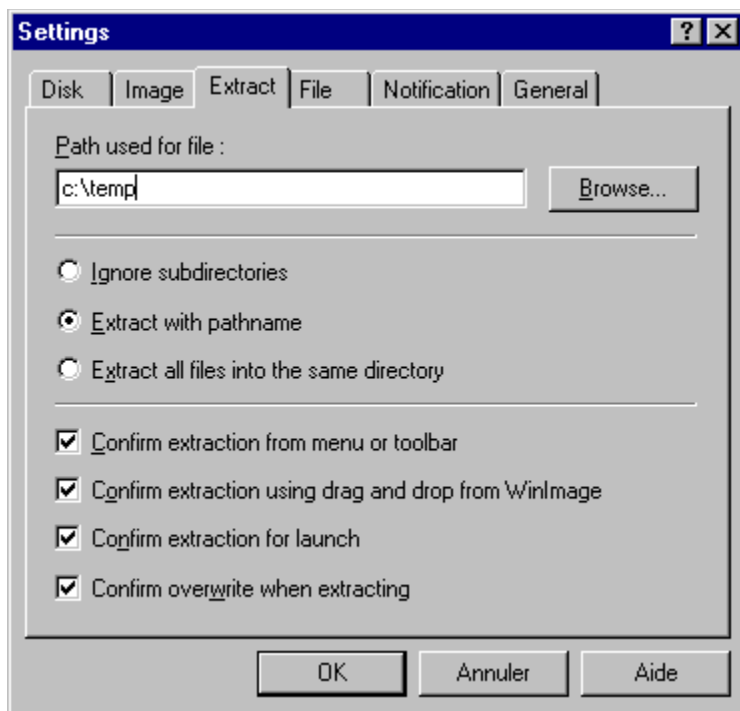 Settings
Disk Image Extract File Notification General
Path used for file :
c:\temp Browse...
Ignore subdirectories
Extract with pathname
Extract all files into the same directory
Confirm extraction from menu or toolbar
Confirm extraction using drag and drop from WinImage
Confirm extraction for launch
Confirm overwrite when extracting
OK Annuler Aide